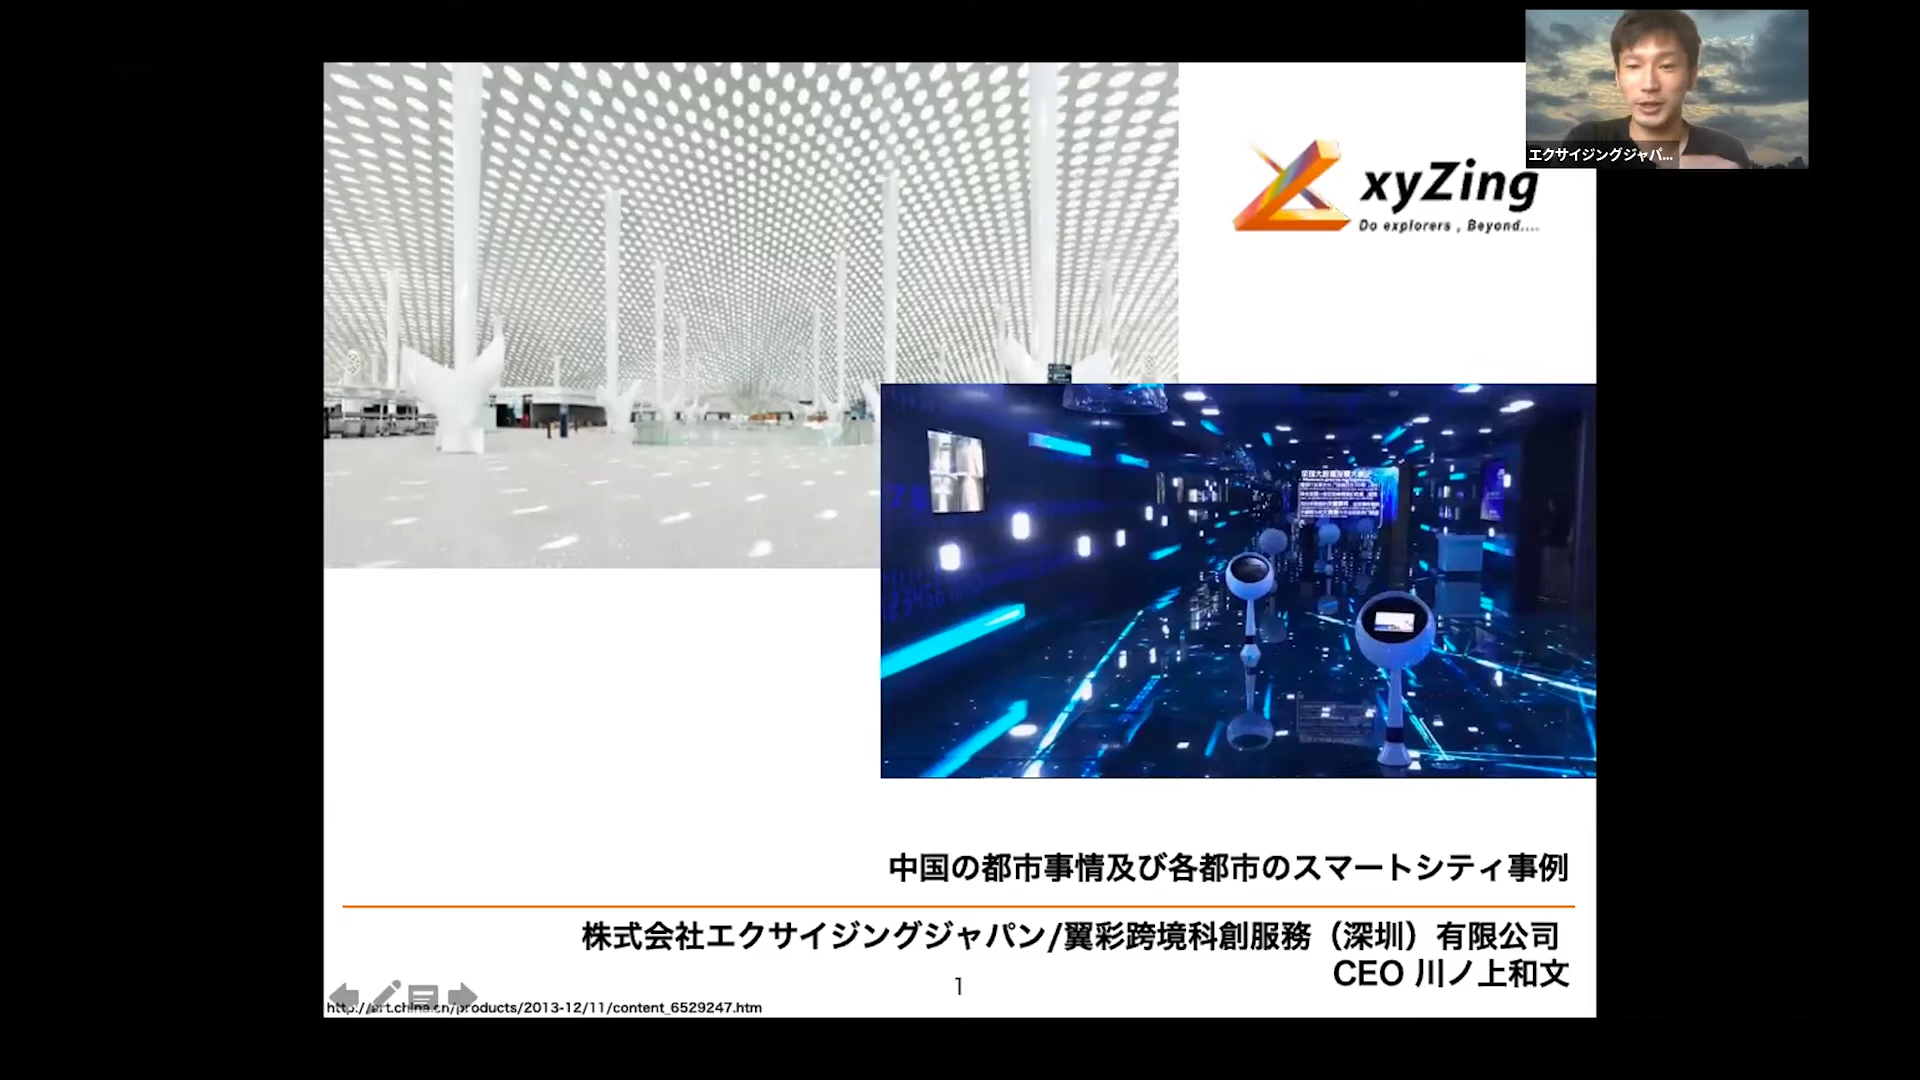 エクサイジングジャパ...
xyZing
Do explorers , Beyond....
中国の都市事情及び各都市のスマートシティ事例
株式会社エクサイジングジャパン/翼彩跨境科創服務（深圳）有限公司
CEO 川ノ上和文
1
http://art.china.cn/products/2013-12/11/content_6529247.htm